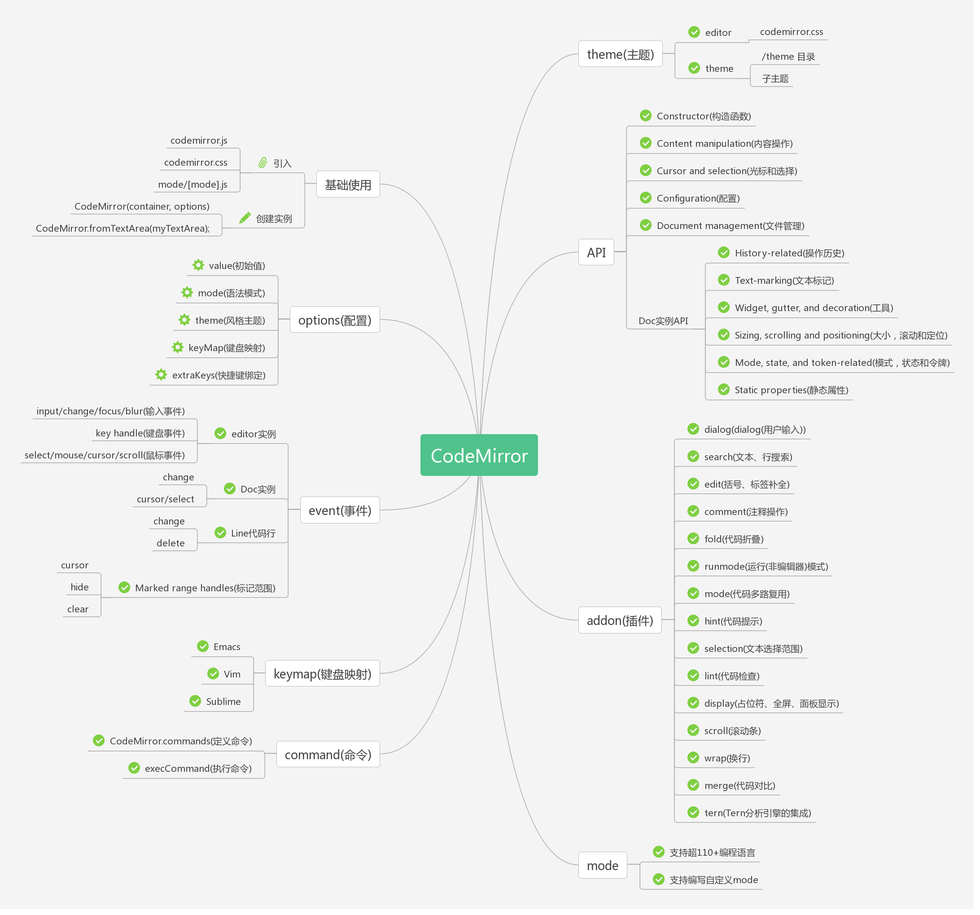 CodeMirror
基础使用
引入
codemirror.js
codemirror.css
mode/[mode].js
创建实例
CodeMirror(container, options)
CodeMirror.fromTextArea(myTextArea);
options(配置)
value(初始值)
mode(语法模式)
theme(风格主题)
keyMap(键盘映射)
extraKeys(快捷键绑定)
event(事件)
editor实例
input/change/focus/blur(输入事件)
key handle(键盘事件)
select/mouse/cursor/scroll(鼠标事件)
Doc实例
change
cursor/select
Line代码行
change
delete
Marked range handles(标记范围)
cursor
hide
clear
keymap(键盘映射)
Emacs
Vim
Sublime
command(命令)
CodeMirror.commands(定义命令)
execCommand(执行命令)
theme(主题)
editor
codemirror.css
theme
/theme 目录
子主题
API
Constructor(构造函数)
Content manipulation(内容操作)
Cursor and selection(光标和选择)
Configuration(配置)
Document management(文件管理)
Doc实例API
History-related(操作历史)
Text-marking(文本标记)
Widget, gutter, and decoration(工具)
Sizing, scrolling and positioning(大小，滚动和定位)
Mode, state, and token-related(模式，状态和令牌)
Static properties(静态属性)
addon(插件)
dialog(dialog(用户输入))
search(文本、行搜索)
edit(括号、标签补全)
comment(注释操作)
fold(代码折叠)
runmode(运行(非编辑器)模式)
mode(代码多路复用)
hint(代码提示)
selection(文本选择范围)
lint(代码检查)
display(占位符、全屏、面板显示)
scroll(滚动条)
wrap(换行)
merge(代码对比)
tern(Tern分析引擎的集成)
mode
支持超110+编程语言
支持编写自定义mode